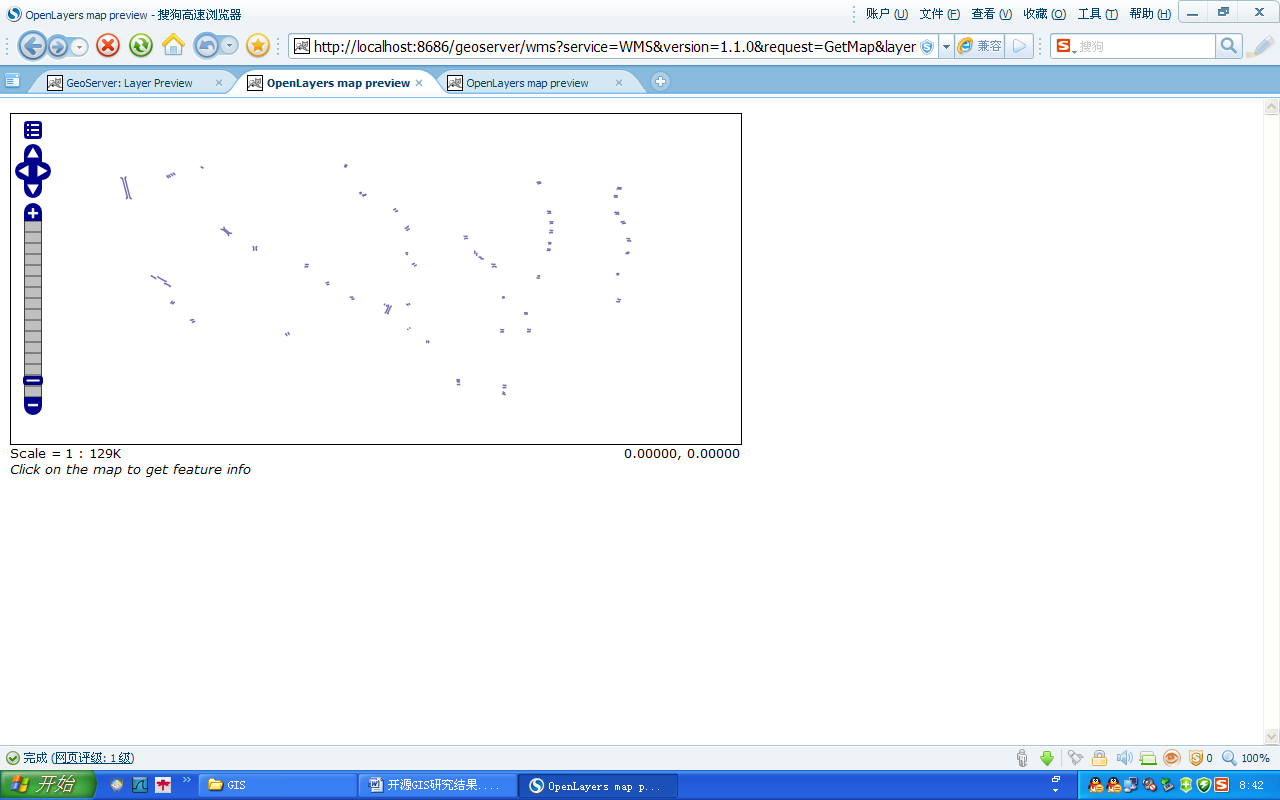 OpenLayers map preview - 搜狗高速浏览器
账户 (U) 文件 (F) 查看 (V) 收藏 (O) 工具 (T) 帮助 (H)
http://localhost:8686/geoserver/wms?service=WMS&version=1.1.0&request=GetMap&layer 兼容 搜狗
GeoServer: Layer Preview OpenLayers map preview OpenLayers map preview
Scale = 1 : 129K 0.00000, 0.00000
Click on the map to get feature info
完成 (网页评级: 1级) 0 100%
开始 GIS 开源GIS研究结果.... OpenLayers map p... 8:42